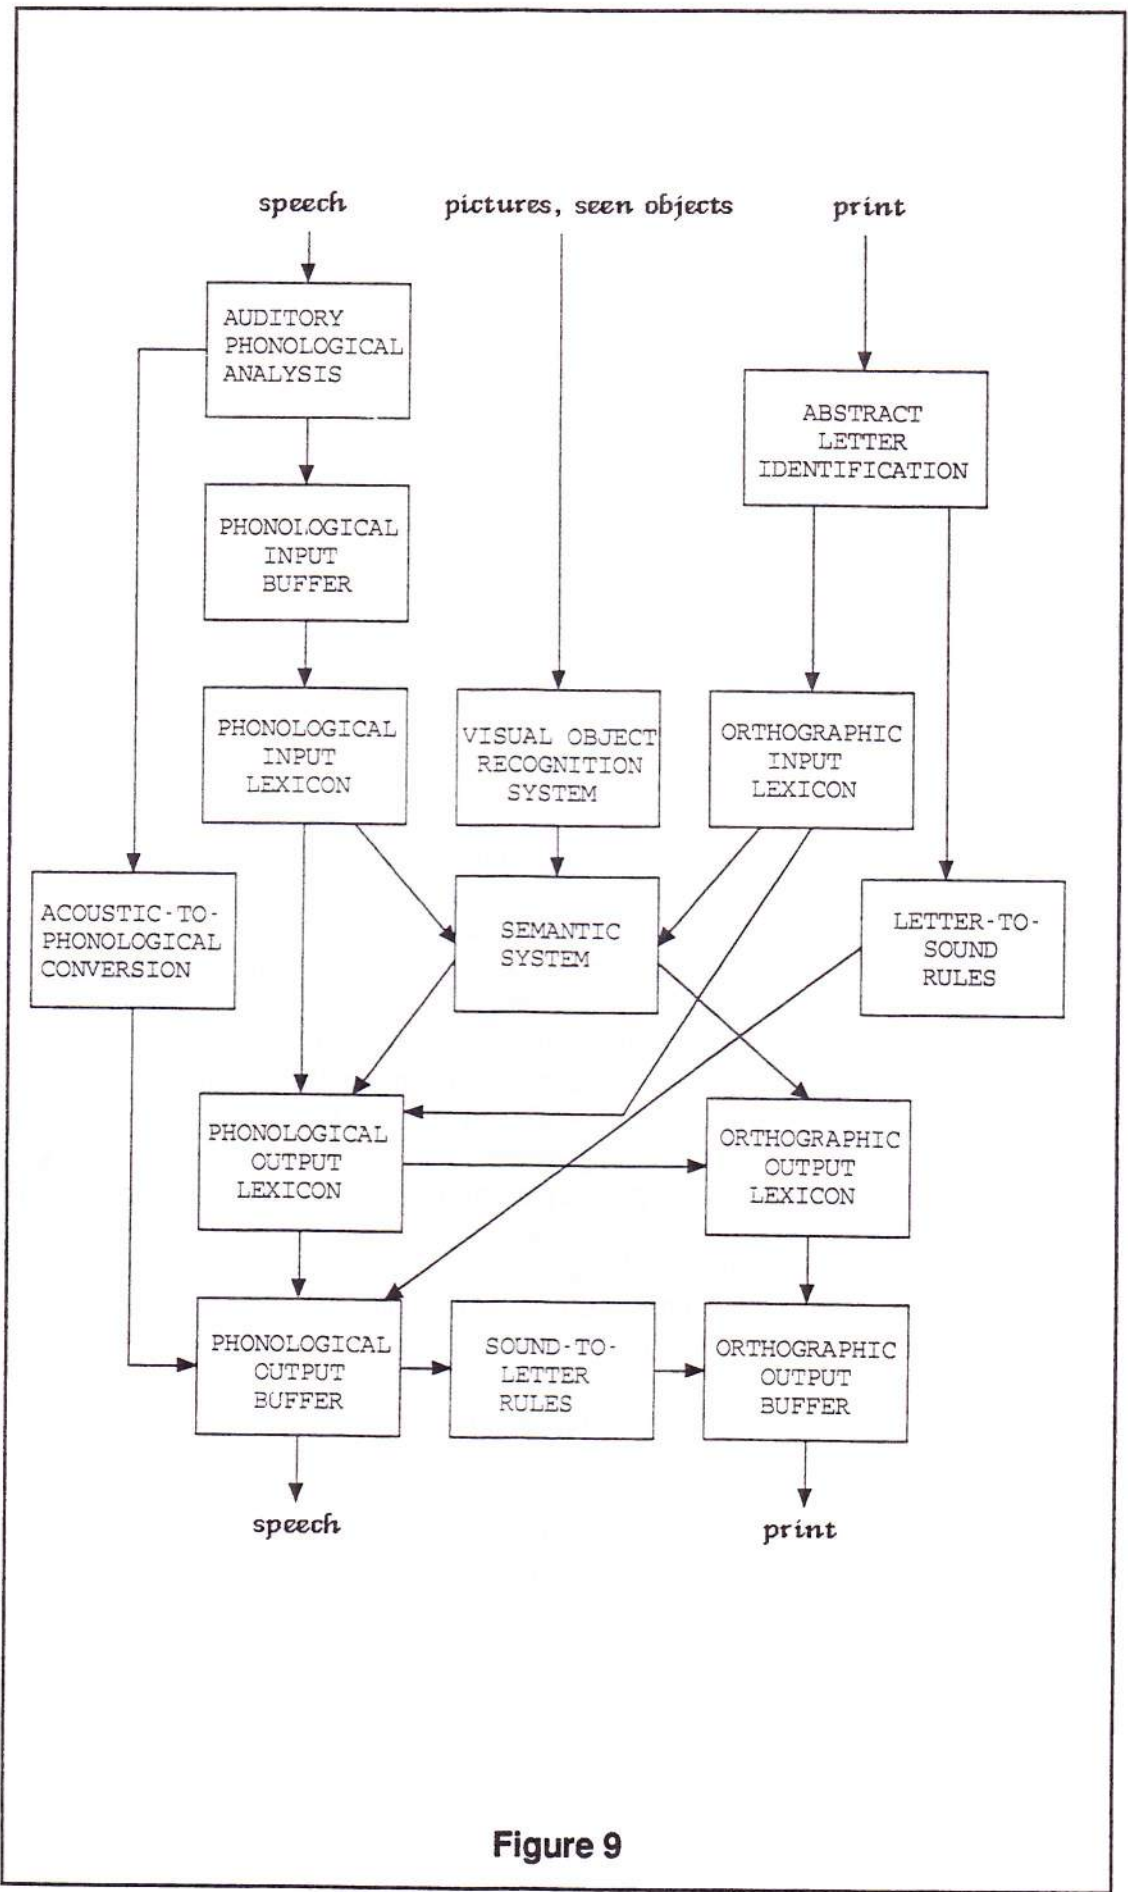 speech
pictures, seen objects
print
AUDITORY
PHONOLOGICAL
ANALYSIS
ABSTRACT
LETTER
IDENTIFICATION
PHONOLOGICAL
INPUT
BUFFER
PHONOLOGICAL
INPUT
LEXICON
VISUAL OBJECT
RECOGNITION
SYSTEM
ORTHOGRAPHIC
INPUT
LEXICON
ACOUSTIC-TO-
PHONOLOGICAL
CONVERSION
SEMANTIC
SYSTEM
LETTER-TO-
SOUND
RULES
PHONOLOGICAL
OUTPUT
LEXICON
ORTHOGRAPHIC
OUTPUT
LEXICON
PHONOLOGICAL
OUTPUT
BUFFER
SOUND-TO-
LETTER
RULES
ORTHOGRAPHIC
OUTPUT
BUFFER
speech
print
Figure 9